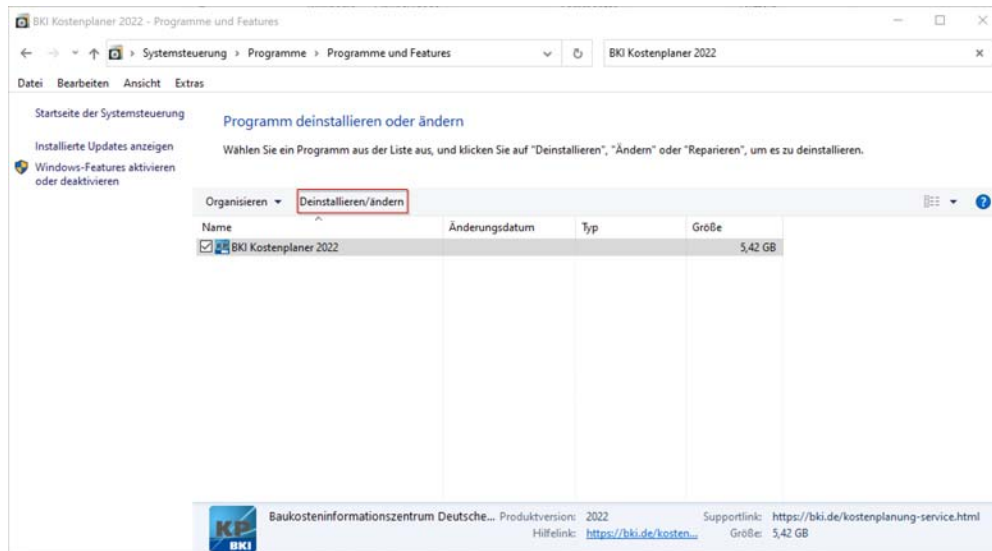 BKI Kostenplaner 2022 - Programme und Features
Systemsteuerung > Programme > Programme und Features
BKI Kostenplaner 2022
Datei Bearbeiten Ansicht Extras
Startseite der Systemsteuerung
Installierte Updates anzeigen
Windows-Features aktivieren
oder deaktivieren
Programm deinstallieren oder ändern
Wählen Sie ein Programm aus der Liste aus, und klicken Sie auf "Deinstallieren", "Ändern" oder "Reparieren", um es zu deinstallieren.
Organisieren Deinstallieren/ändern
Name Änderungsdatum Typ Größe
BKI Kostenplaner 2022 5,42 GB
KP
BKI
Baukosteninformationszentrum Deutsche... Produktversion: 2022 Supportlink: https://bki.de/kostenplanung-service.html
Hilfelink: https://bki.de/kosten... Größe: 5,42 GB